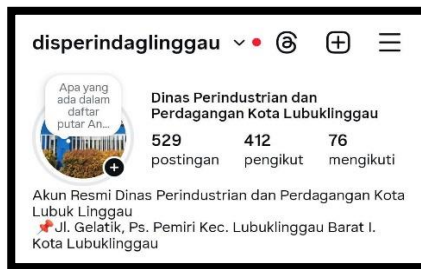 disperindaglinggau
Apa yang
ada dalam
daftar
putar An...
Dinas Perindustrian dan
Perdagangan Kota Lubuklinggau
529 412 76
postingan pengikut mengikuti
Akun Resmi Dinas Perindustrian dan Perdagangan Kota
Lubuk Linggau
📌Jl. Gelatik, Ps. Pemiri Kec. Lubuklinggau Barat I.
Kota Lubuklinggau